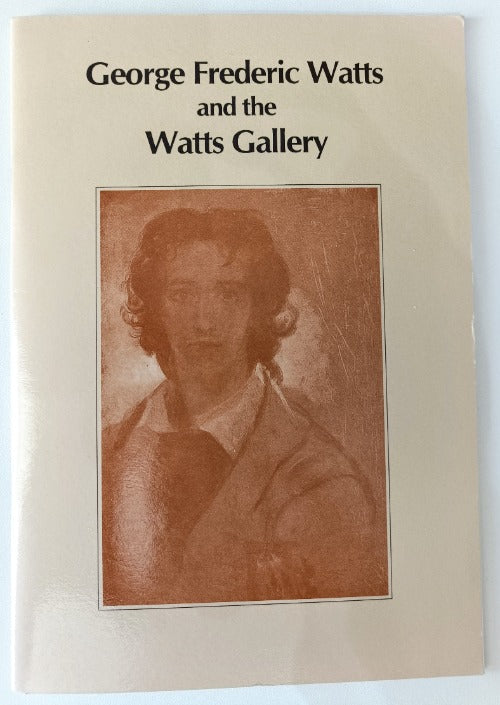 George Frederic Watts
and the
Watts Gallery